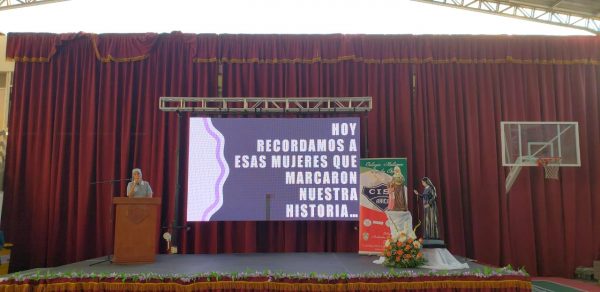 HOY
RECORDAMOS A
ESAS MUJERES QUE
MARCARON
NUESTRA
HISTORIA...